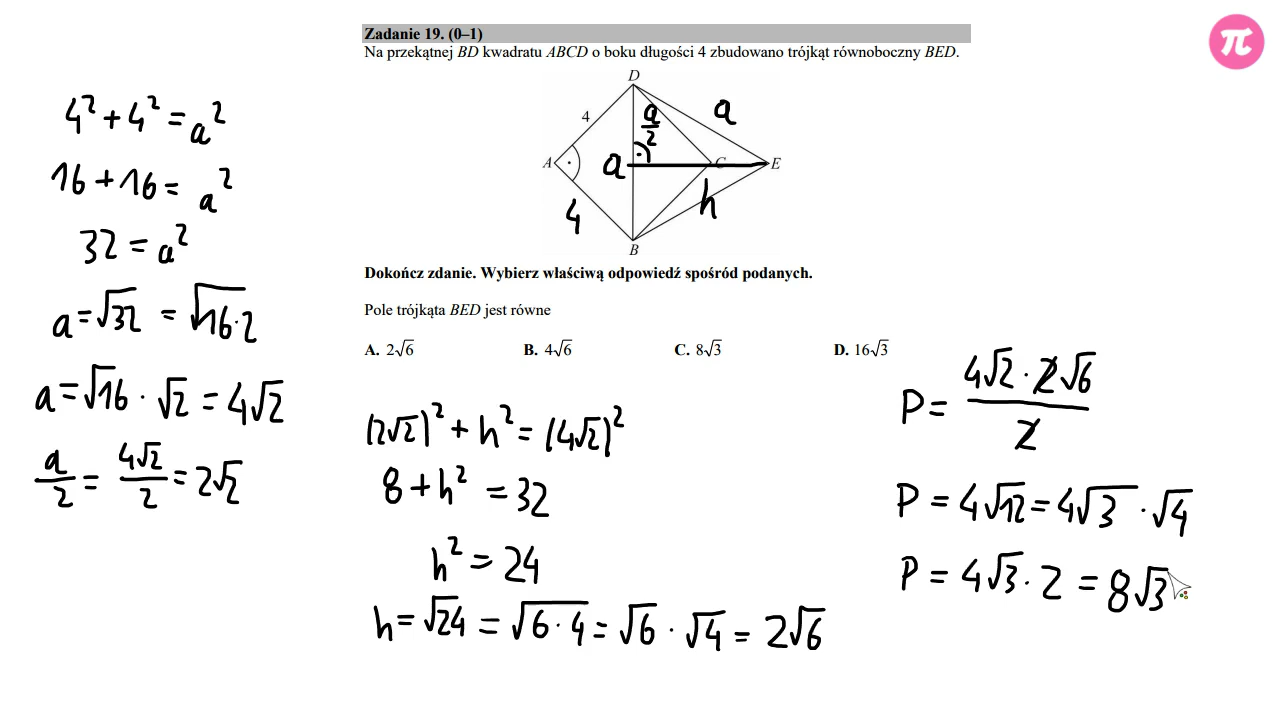 π
Zadanie 19. (0–1)
Na przekątnej BD kwadratu ABCD o boku długości 4 zbudowano trójkąt równoboczny BED.
D
4
a/2
a
A
a
C
E
4
h
B
Dokończ zdanie. Wybierz właściwą odpowiedź spośród podanych.
Pole trójkąta BED jest równe
A. 2√6 B. 4√6 C. 8√3 D. 16√3
4² + 4² = a²
16 + 16 = a²
32 = a²
a = √32 = √16·2
a = √16 · √2 = 4√2
a/2 = 4√2/2 = 2√2
(2√2)² + h² = (4√2)²
8 + h² = 32
h² = 24
h = √24 = √6·4 = √6 · √4 = 2√6
P = 4√2 · 2√6 / 2
P = 4√12 = 4√3 · √4
P = 4√3 · 2 = 8√3